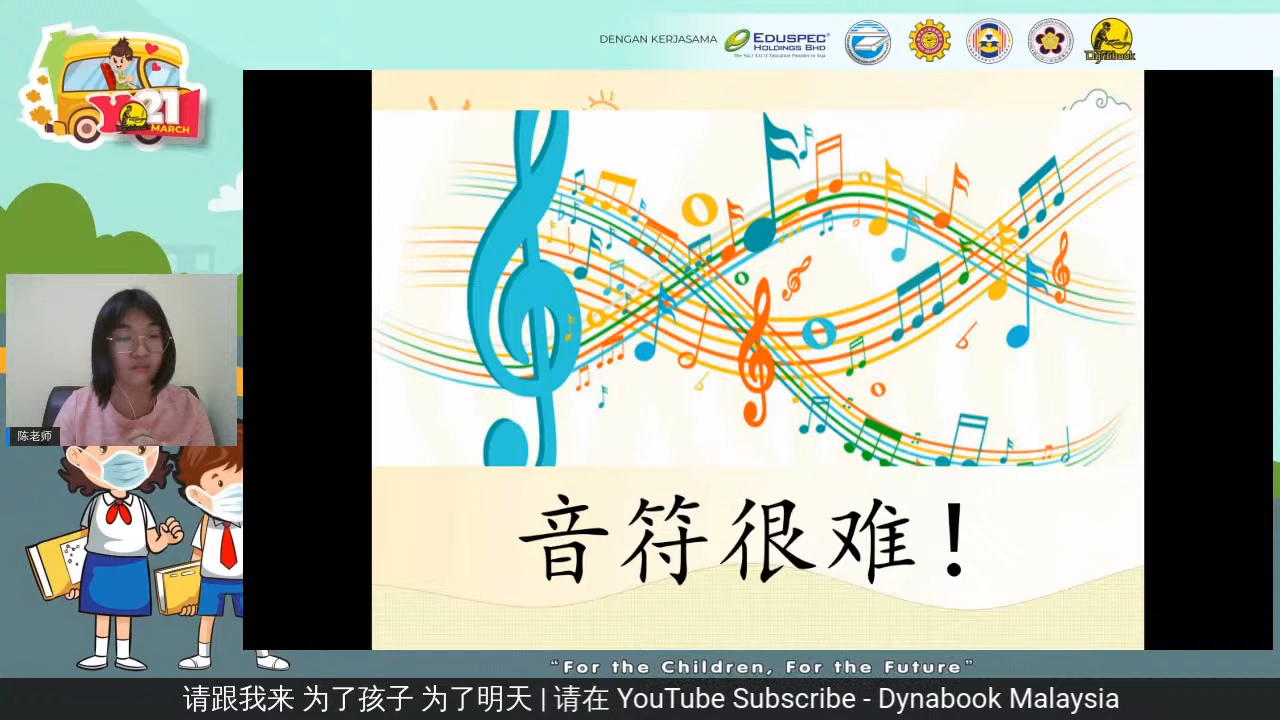 DENGAN KERJASAMA
EDUSPEC
HOLDINGS BHD
Dynabook
Y 21
MARCH
音符很难！
陈老师
“For the Children, For the Future”
请跟我来 为了孩子 为了明天 | 请在 YouTube Subscribe - Dynabook Malaysia